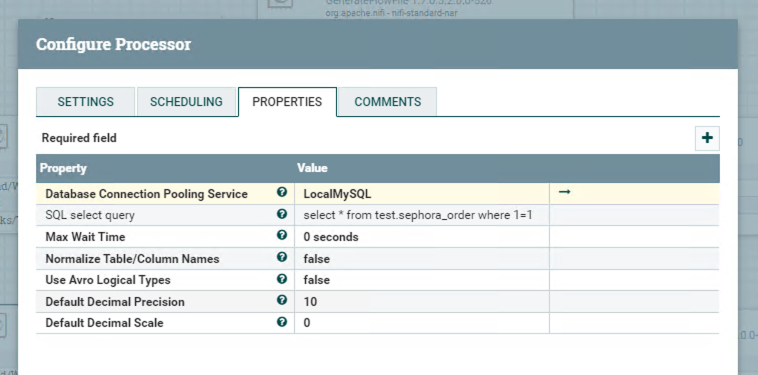 GenerateFlowFile 1.7.0.3.2.0.0-520
org.apache.nifi - nifi-standard-nar
Configure Processor
SETTINGS SCHEDULING PROPERTIES COMMENTS
Required field
Property Value
Database Connection Pooling Service LocalMySQL
SQL select query select * from test.sephora_order where 1=1
Max Wait Time 0 seconds
Normalize Table/Column Names false
Use Avro Logical Types false
Default Decimal Precision 10
Default Decimal Scale 0